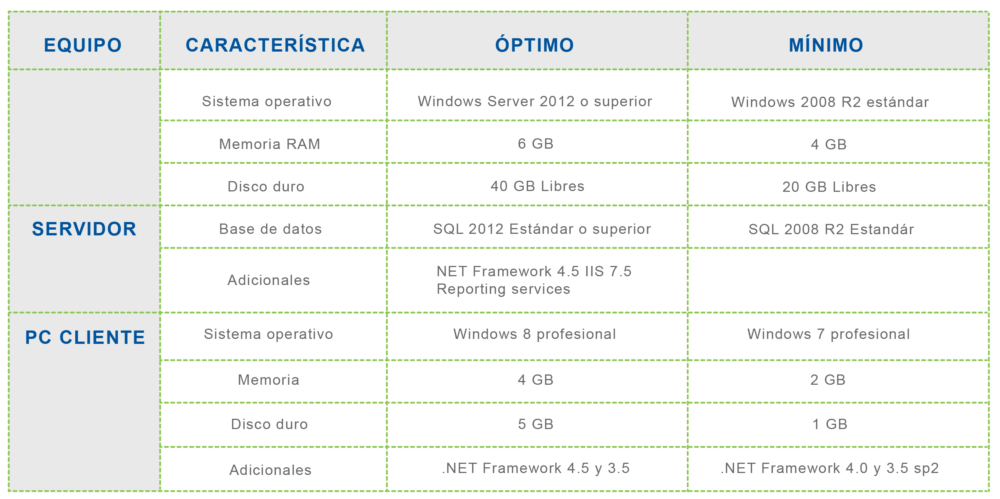 EQUIPO CARACTERÍSTICA ÓPTIMO MÍNIMO
Sistema operativo Windows Server 2012 o superior Windows 2008 R2 estándar
Memoria RAM 6 GB 4 GB
Disco duro 40 GB Libres 20 GB Libres
SERVIDOR Base de datos SQL 2012 Estándar o superior SQL 2008 R2 Estandár
Adicionales NET Framework 4.5 IIS 7.5
Reporting services
PC CLIENTE Sistema operativo Windows 8 profesional Windows 7 profesional
Memoria 4 GB 2 GB
Disco duro 5 GB 1 GB
Adicionales .NET Framework 4.5 y 3.5 .NET Framework 4.0 y 3.5 sp2